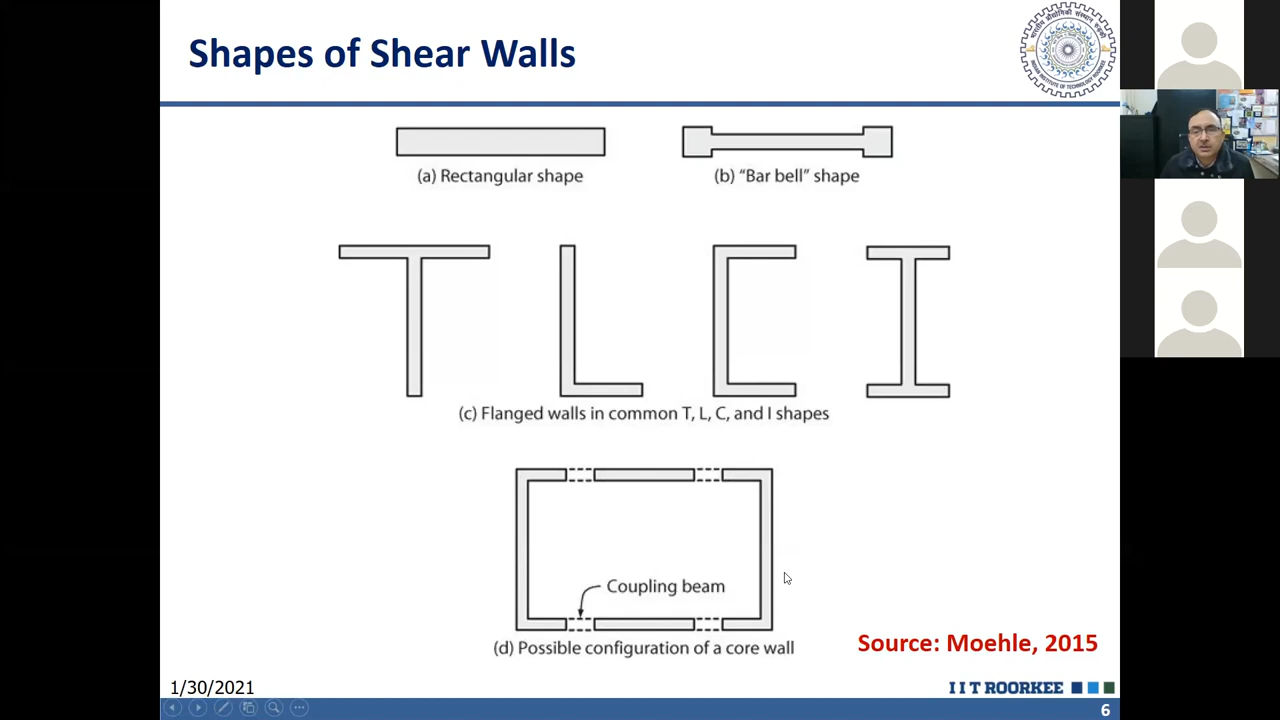 Shapes of Shear Walls
(a) Rectangular shape
(b) “Bar bell” shape
(c) Flanged walls in common T, L, C, and I shapes
Coupling beam
(d) Possible configuration of a core wall
Source: Moehle, 2015
1/30/2021
I I T ROORKEE
6